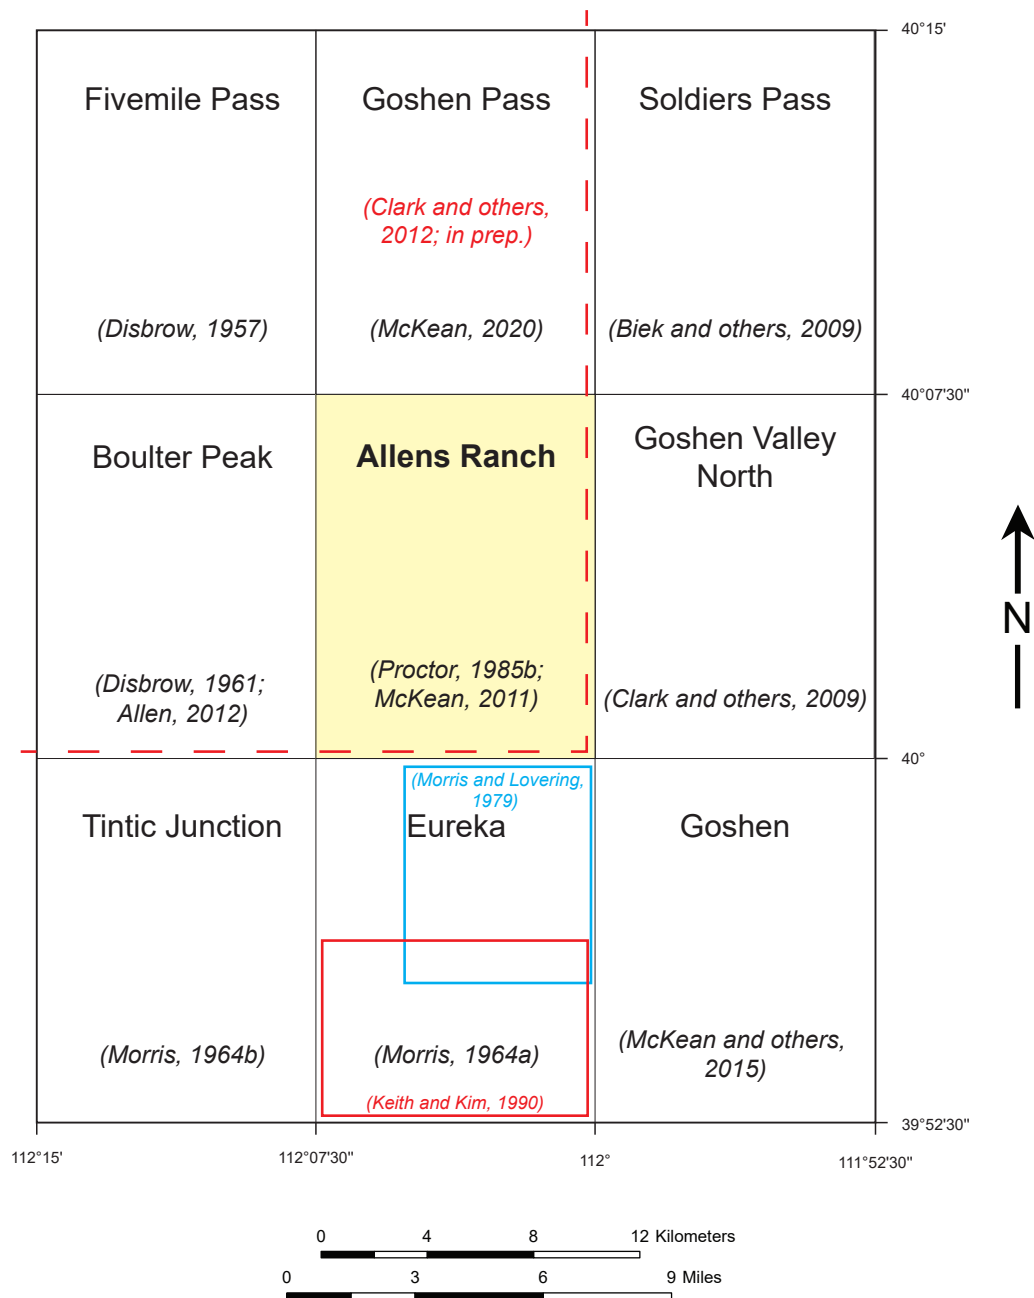 40°15'
Fivemile Pass
Goshen Pass
Soldiers Pass
(Clark and others,
2012; in prep.)
(Disbrow, 1957)
(McKean, 2020)
(Biek and others, 2009)
40°07'30"
Boulter Peak
Allens Ranch
Goshen Valley
North
N
(Disbrow, 1961;
Allen, 2012)
(Proctor, 1985b;
McKean, 2011)
(Clark and others, 2009)
40°
(Morris and Lovering,
1979)
Tintic Junction
Eureka
Goshen
(Morris, 1964b)
(Morris, 1964a)
(McKean and others,
2015)
(Keith and Kim, 1990)
39°52'30"
112°15'
112°07'30"
112°
111°52'30"
0 4 8 12 Kilometers
0 3 6 9 Miles